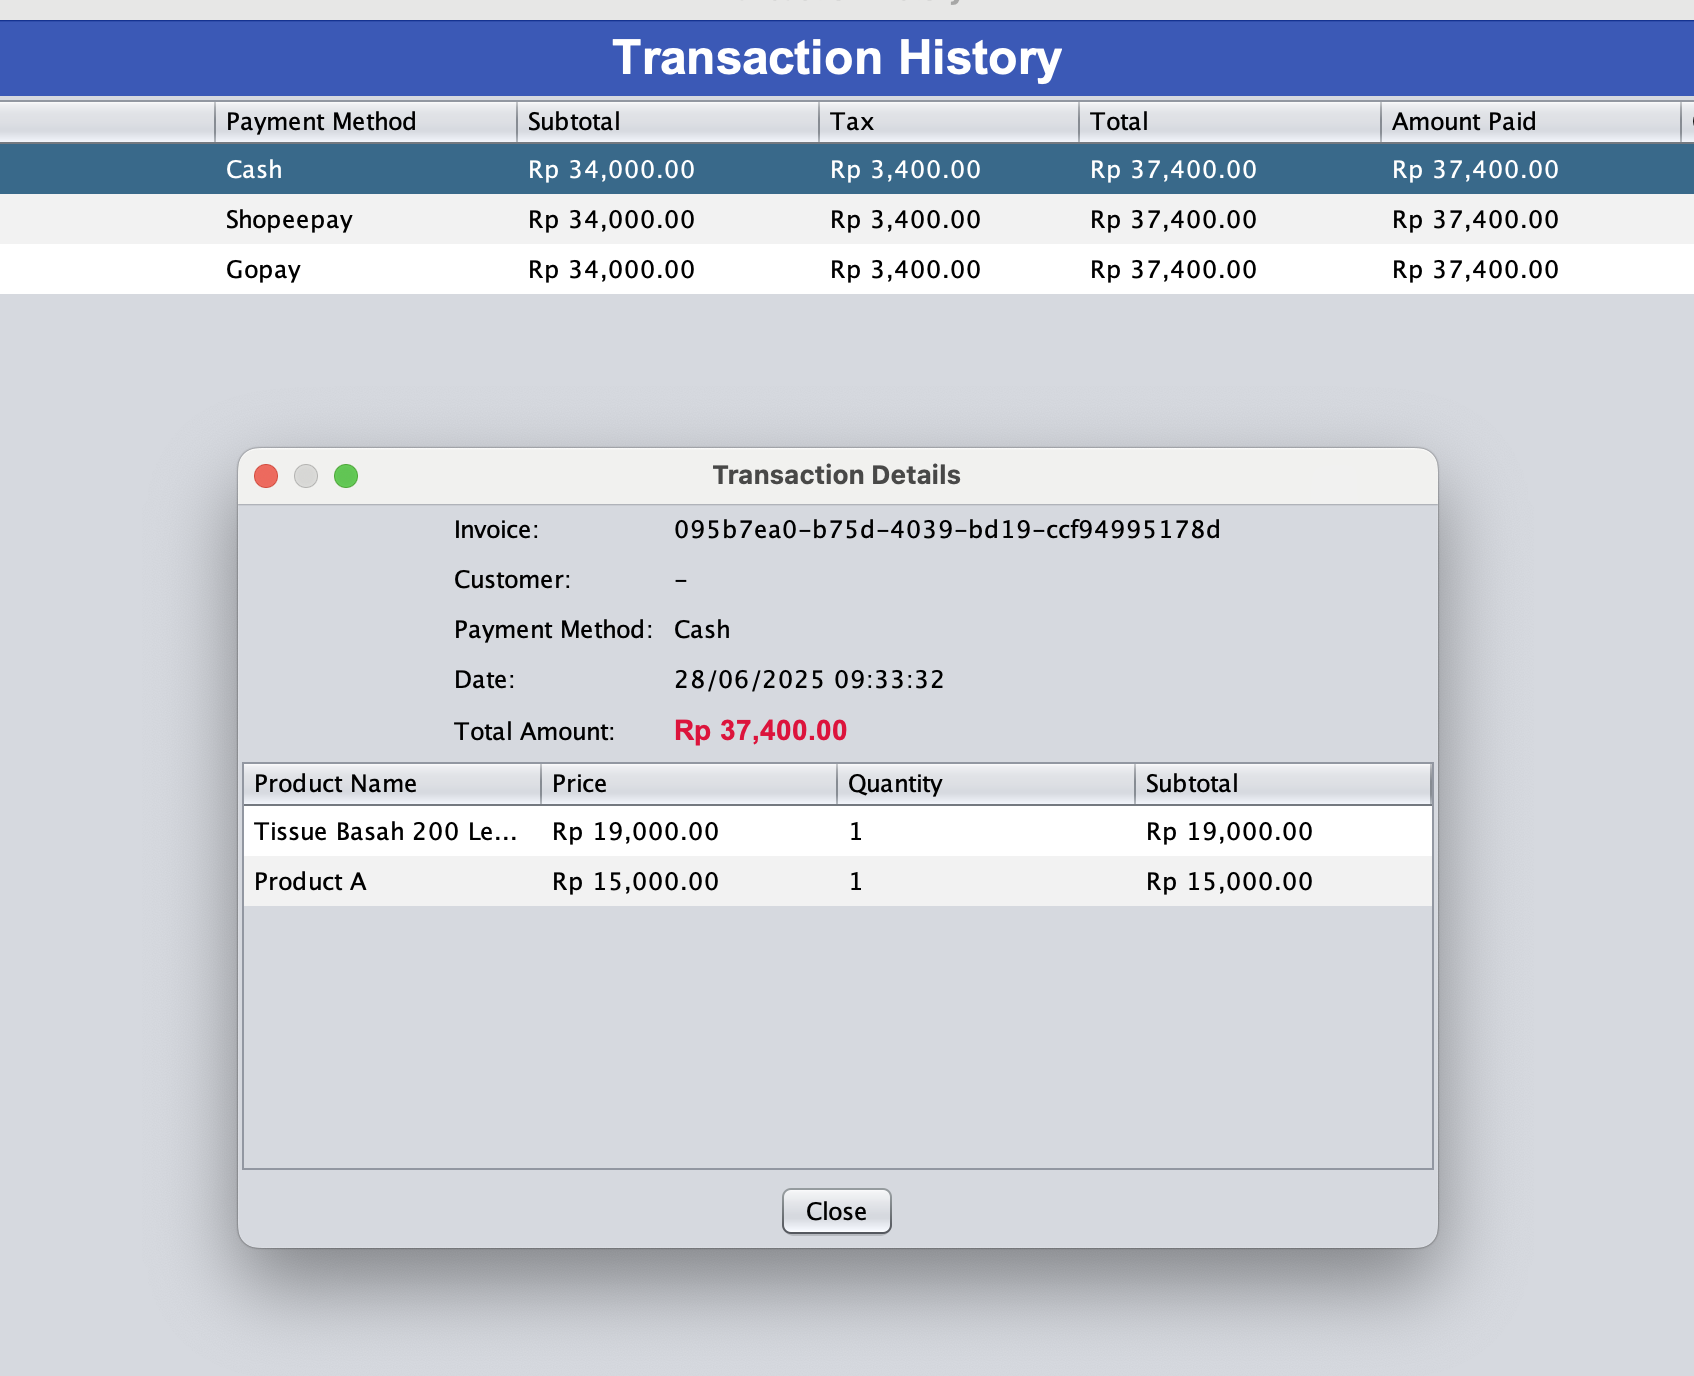 Transaction History
Payment Method Subtotal Tax Total Amount Paid
Cash Rp 34,000.00 Rp 3,400.00 Rp 37,400.00 Rp 37,400.00
Shopeepay Rp 34,000.00 Rp 3,400.00 Rp 37,400.00 Rp 37,400.00
Gopay Rp 34,000.00 Rp 3,400.00 Rp 37,400.00 Rp 37,400.00
Transaction Details
Invoice: 095b7ea0-b75d-4039-bd19-ccf94995178d
Customer: -
Payment Method: Cash
Date: 28/06/2025 09:33:32
Total Amount: Rp 37,400.00
Product Name Price Quantity Subtotal
Tissue Basah 200 Le... Rp 19,000.00 1 Rp 19,000.00
Product A Rp 15,000.00 1 Rp 15,000.00
Close